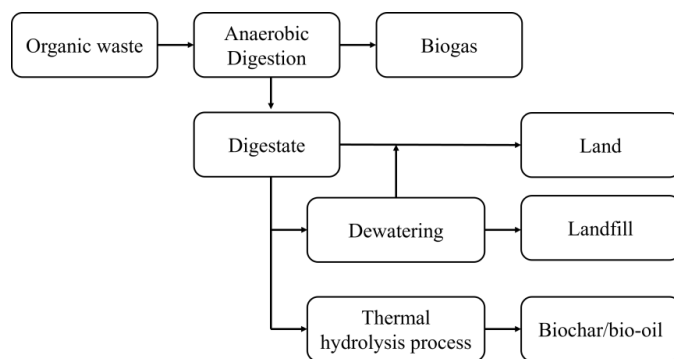 Organic waste
Anaerobic
Digestion
Biogas
Digestate
Land
Dewatering
Landfill
Thermal
hydrolysis process
Biochar/bio-oil